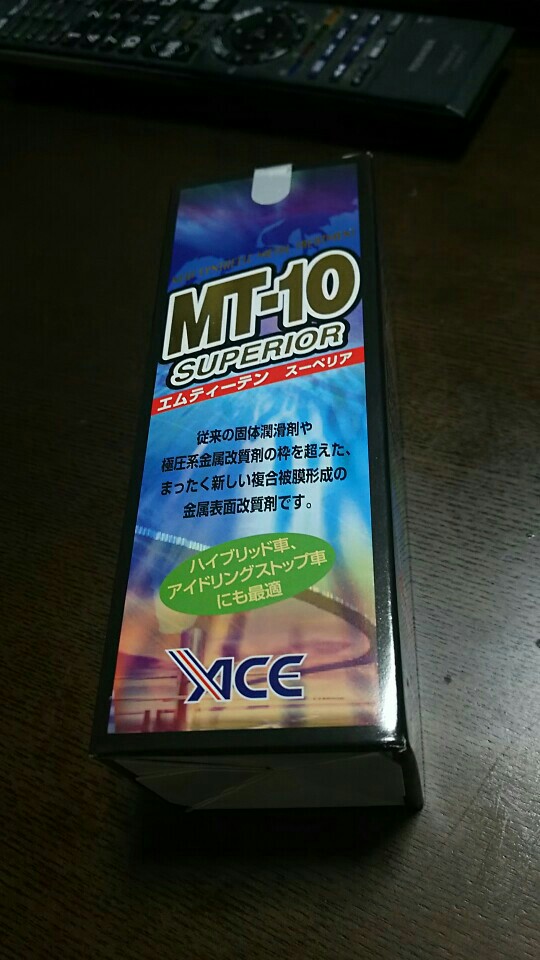 MT-10
SUPERIOR
エムティーテン スーペリア
従来の固体潤滑剤や
極圧系金属改質剤の枠を超えた、
まったく新しい複合被膜形成の
金属表面改質剤です。
ハイブリッド車、
アイドリングストップ車
にも最適
ACE